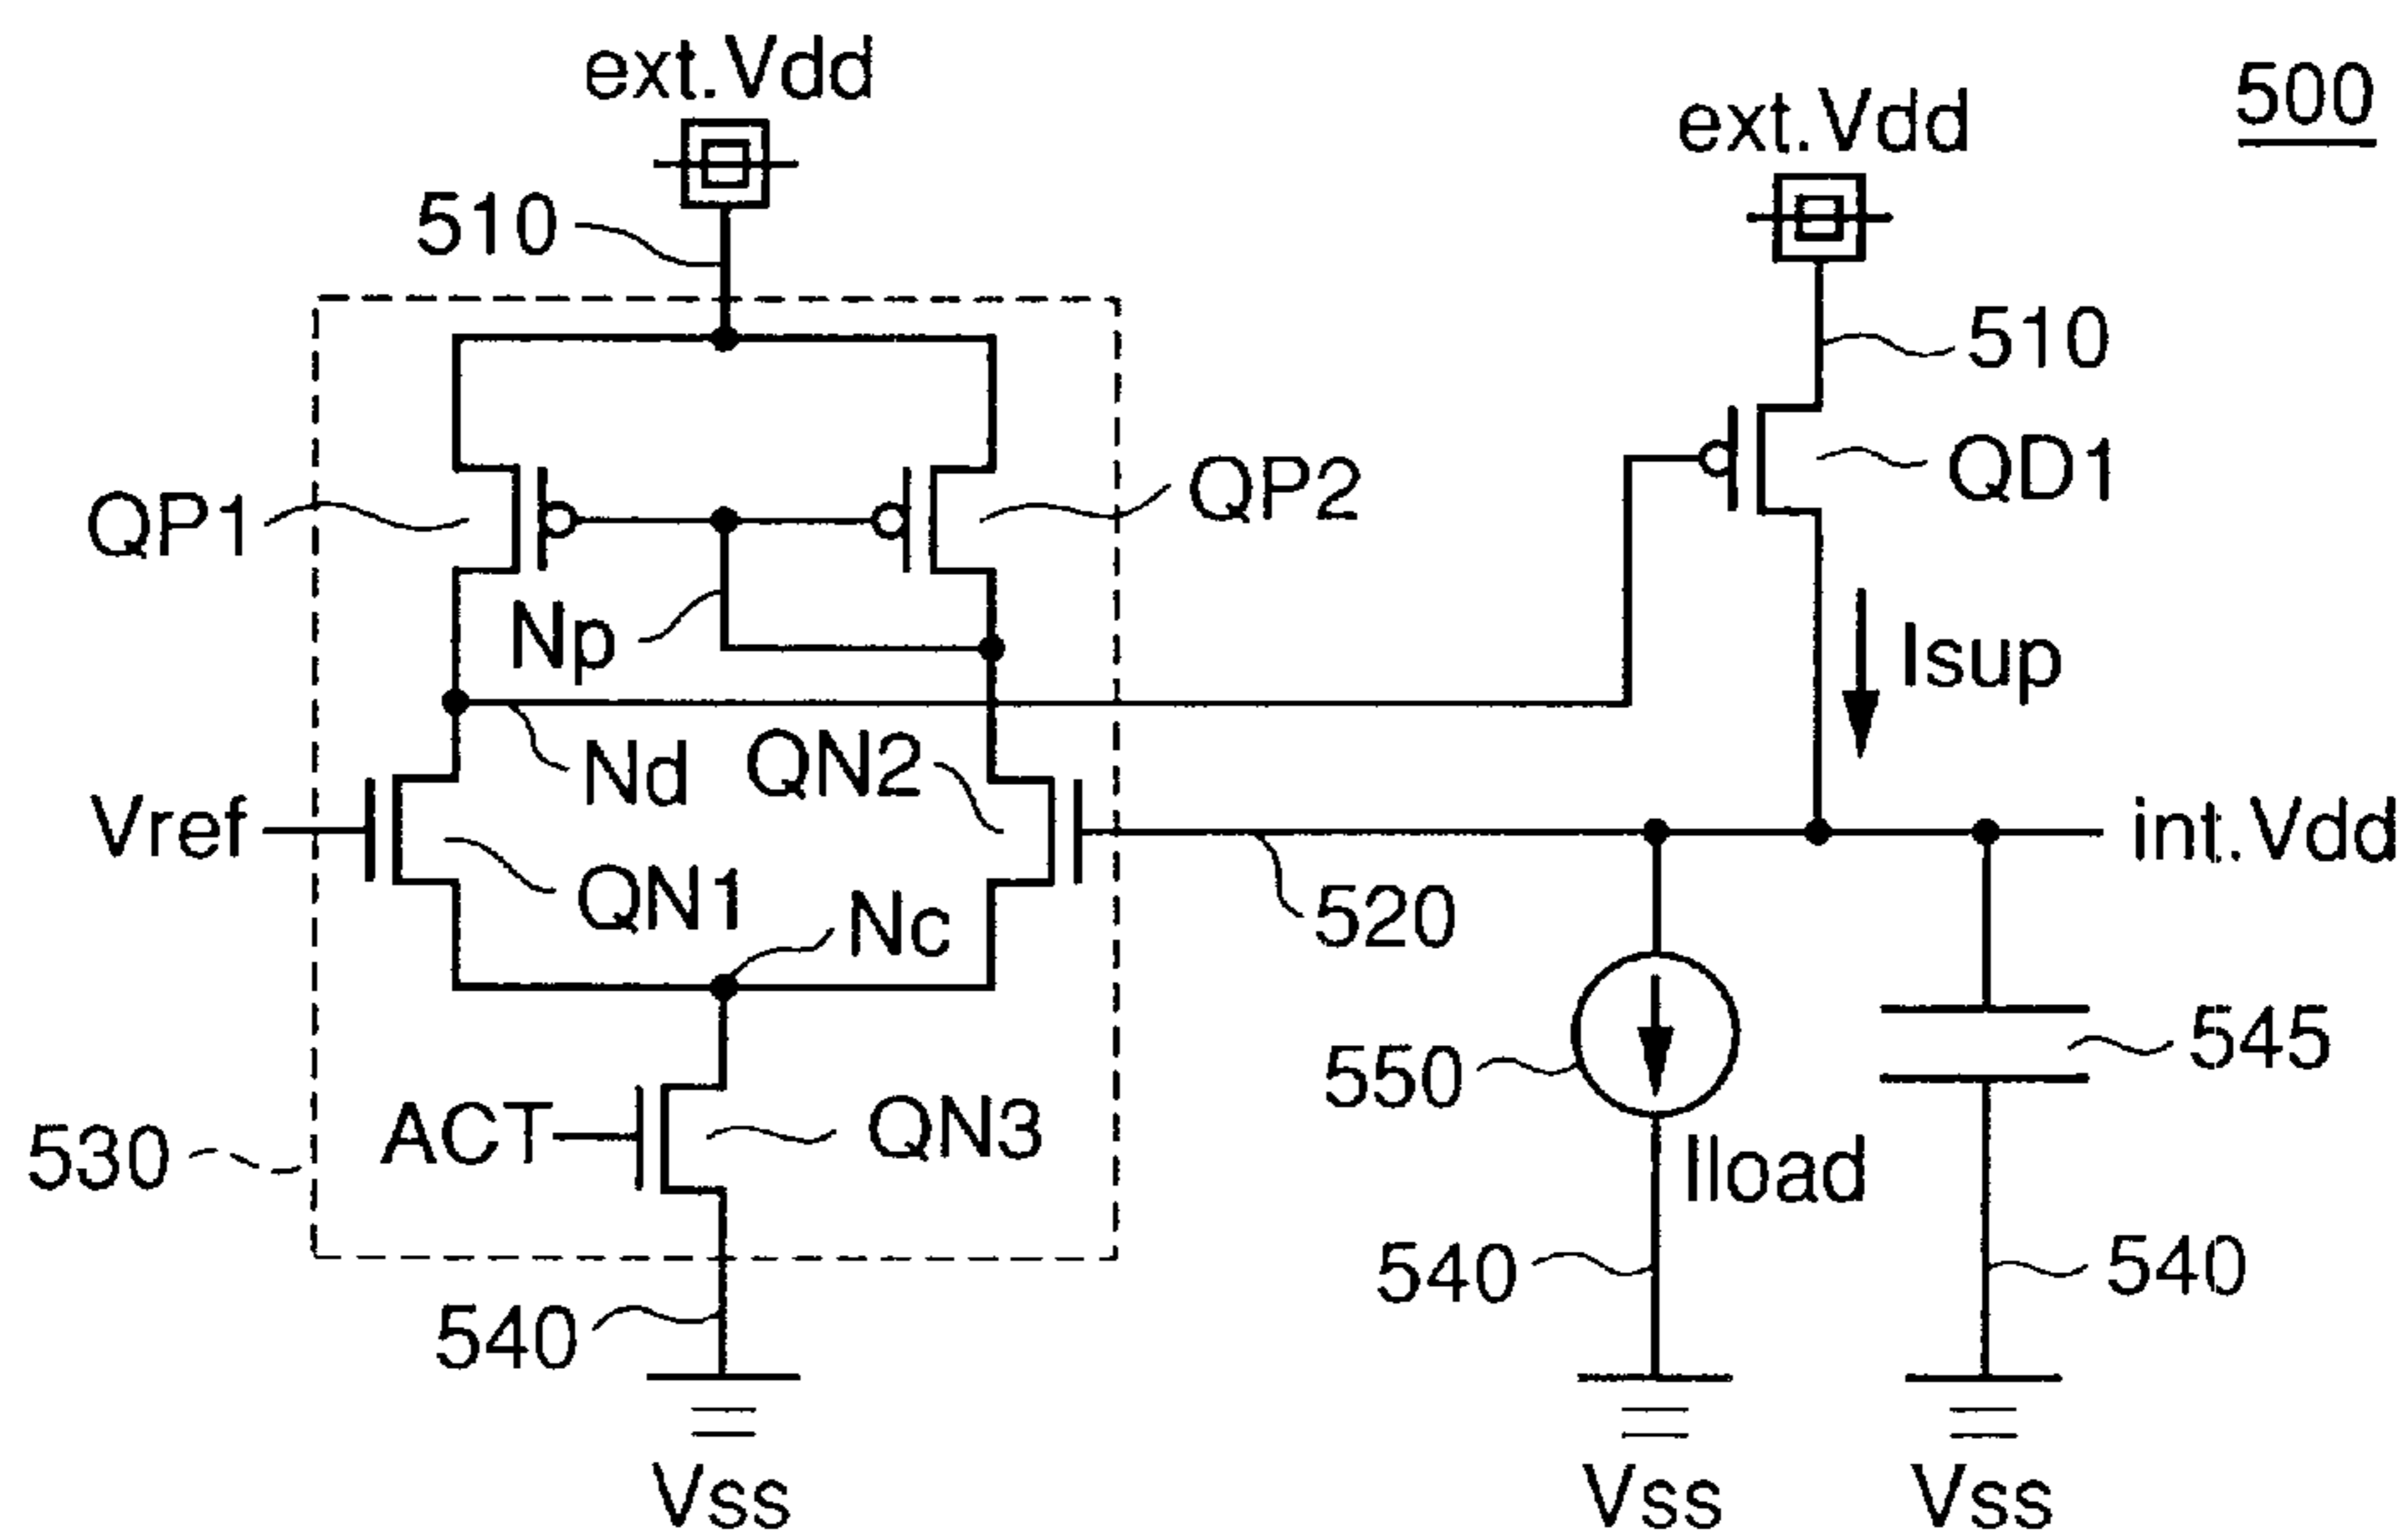 ext.Vdd
ext.Vdd
500
510
510
QP1
QP2
QD1
Np
Isup
Nd
QN2
Vref
int.Vdd
QN1
Nc
520
ACT
QN3
550
545
530
Iload
540
540
540
Vss
Vss
Vss